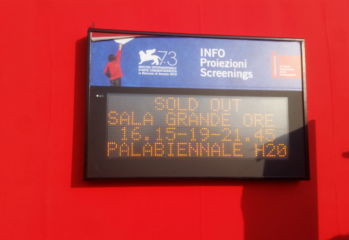 73
INFO
Proiezioni
Screenings
SOLD OUT
SALA GRANDE ORE
16.15-19-21.45
PALABIENNALE H20